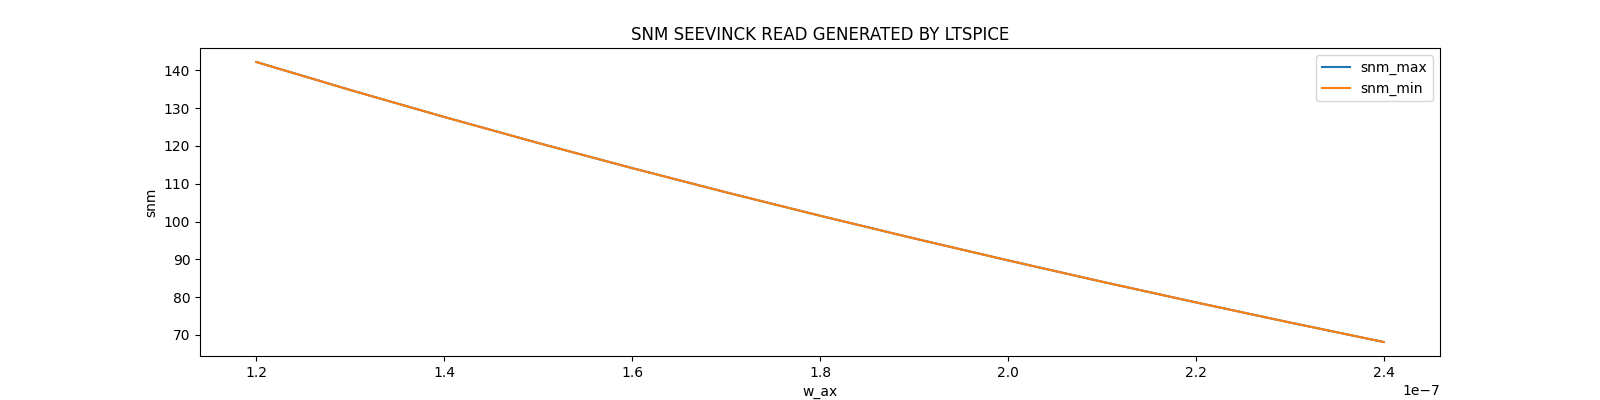 SNM SEEVINCK READ GENERATED BY LTSPICE
snm_max
snm_min
140
130
120
110
100
90
80
70
snm
1.2
1.4
1.6
1.8
2.0
2.2
2.4
1e−7
w_ax